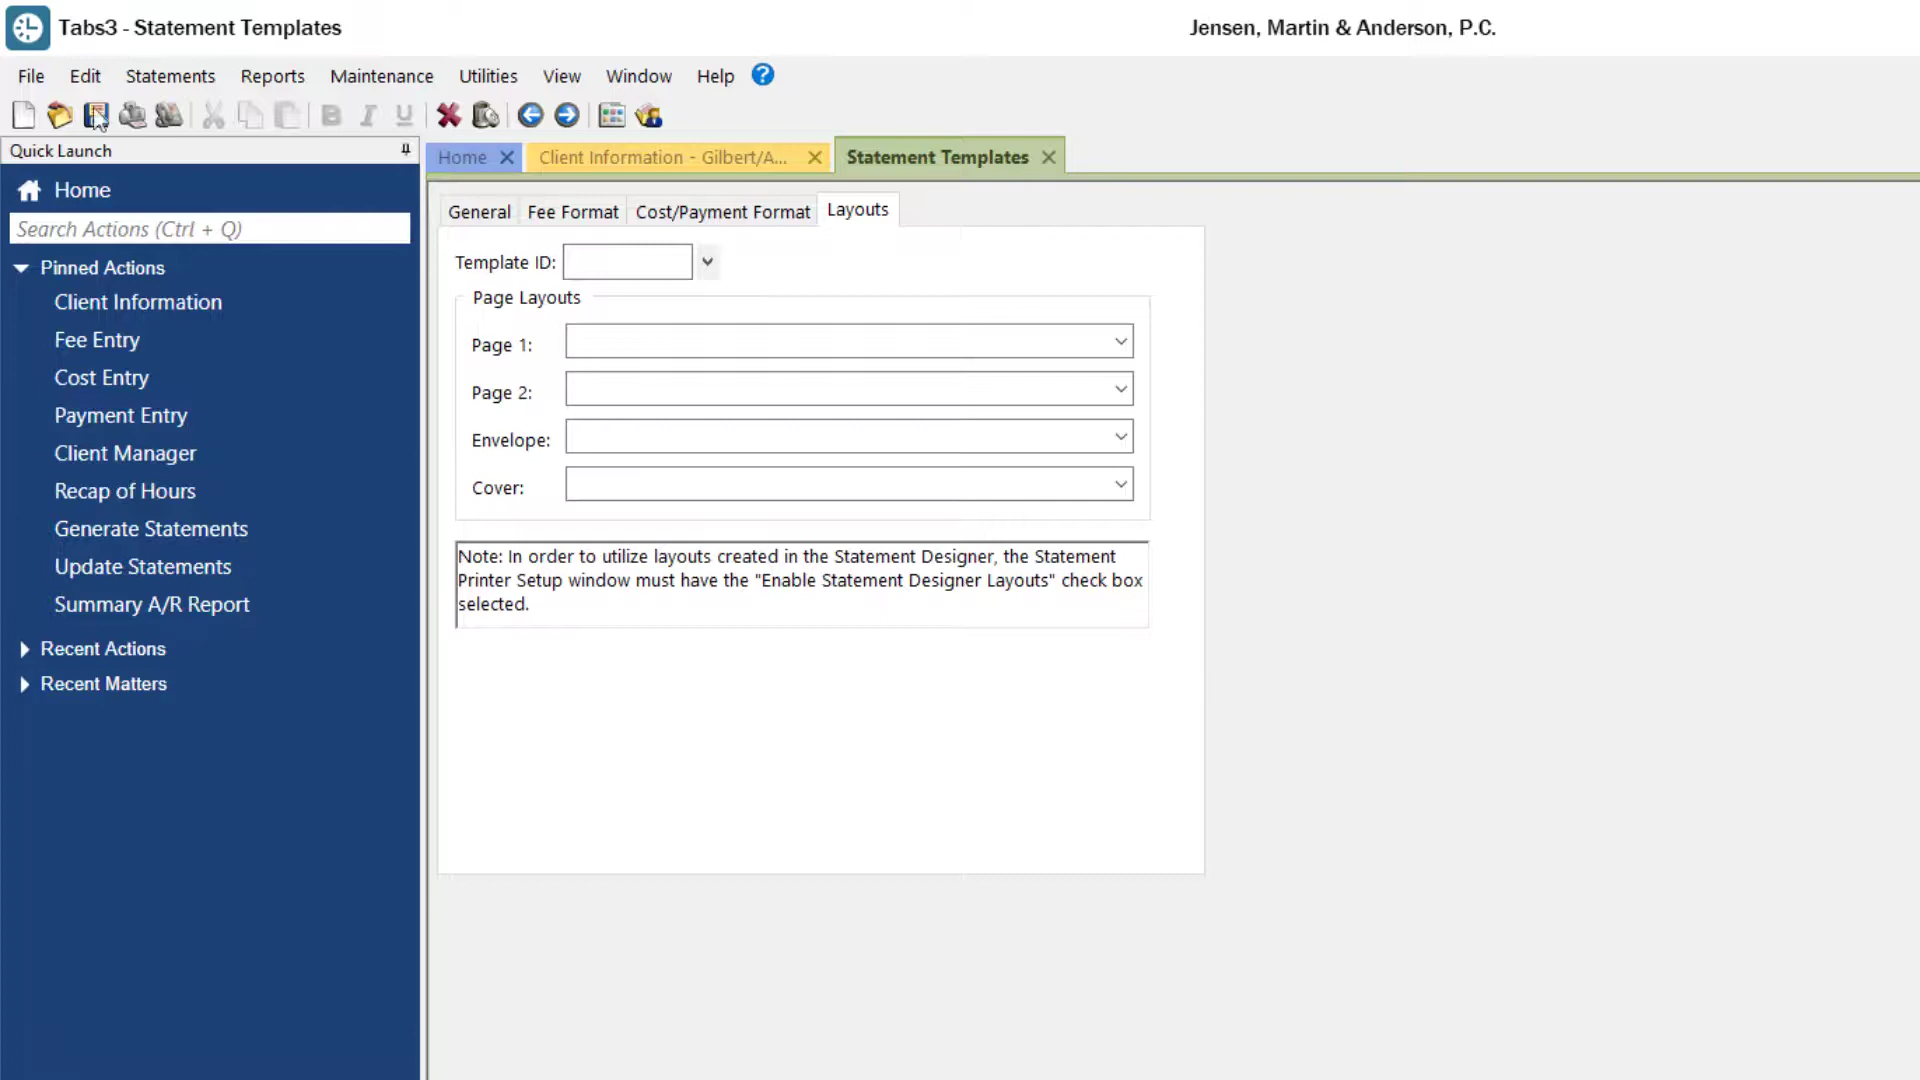 Tabs3 - Statement Templates
Jensen, Martin & Anderson, P.C.
File Edit Statements Reports Maintenance Utilities View Window Help ?
B I U
Quick Launch
Home
Search Actions (Ctrl + Q)
Pinned Actions
Client Information
Fee Entry
Cost Entry
Payment Entry
Client Manager
Recap of Hours
Generate Statements
Update Statements
Summary A/R Report
Recent Actions
Recent Matters
Home Client Information - Gilbert/A... Statement Templates
General Fee Format Cost/Payment Format Layouts
Template ID:
Page Layouts
Page 1:
Page 2:
Envelope:
Cover:
Note: In order to utilize layouts created in the Statement Designer, the Statement
Printer Setup window must have the "Enable Statement Designer Layouts" check box
selected.